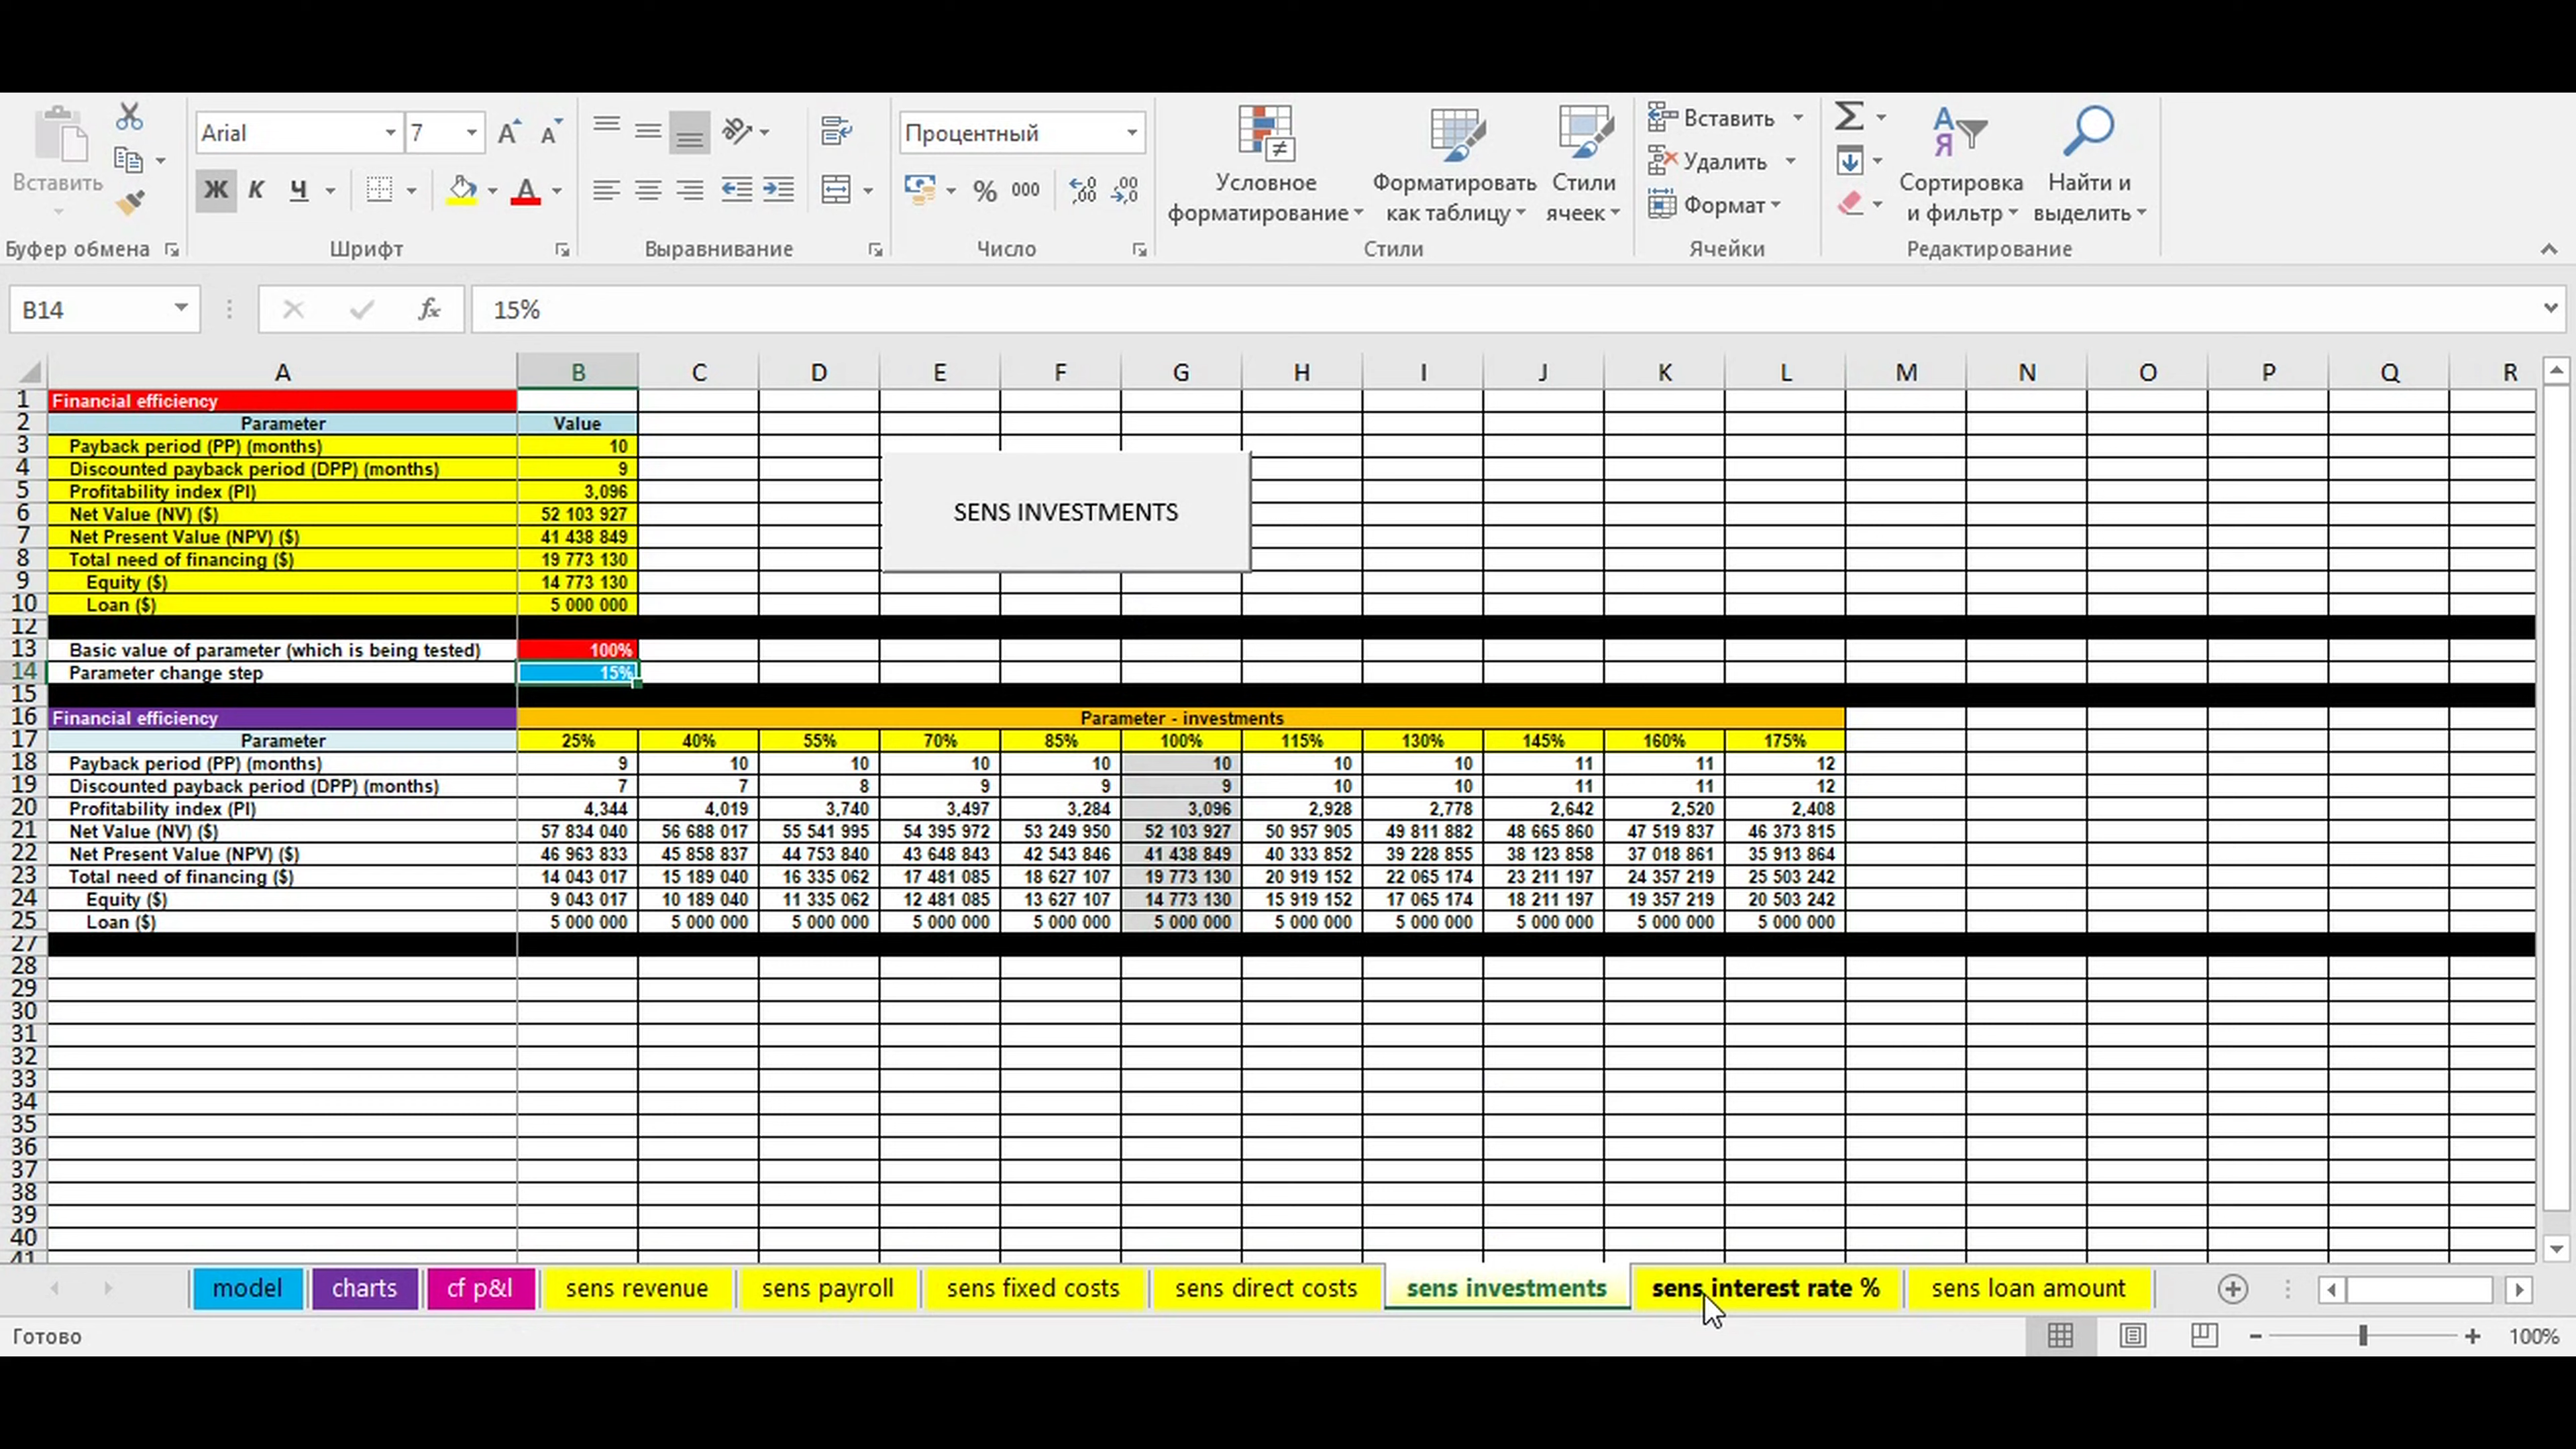 Вставить
Буфер обмена
Arial 7
Ж К Ч
Шрифт
Выравнивание
Процентный
% 000
Число
Условное форматирование
Форматировать как таблицу
Стили ячеек
Стили
Вставить
Удалить
Формат
Ячейки
Сортировка и фильтр
Найти и выделить
Редактирование
B14 fx 15%
A B C D E F G H I J K L M N O P Q R
1 Financial efficiency
2 Parameter Value
3 Payback period (PP) (months) 10
4 Discounted payback period (DPP) (months) 9
5 Profitability index (PI) 3,096
6 Net Value (NV) ($) 52 103 927
7 Net Present Value (NPV) ($) 41 438 849
8 Total need of financing ($) 19 773 130
9 Equity ($) 14 773 130
10 Loan ($) 5 000 000
SENS INVESTMENTS
12
13 Basic value of parameter (which is being tested) 100%
14 Parameter change step 15%
15
16 Financial efficiency Parameter - investments
17 Parameter 25% 40% 55% 70% 85% 100% 115% 130% 145% 160% 175%
18 Payback period (PP) (months) 9 10 10 10 10 10 10 10 11 11 12
19 Discounted payback period (DPP) (months) 7 7 8 9 9 9 10 10 11 11 12
20 Profitability index (PI) 4,344 4,019 3,740 3,497 3,284 3,096 2,928 2,778 2,642 2,520 2,408
21 Net Value (NV) ($) 57 834 040 56 688 017 55 541 995 54 395 972 53 249 950 52 103 927 50 957 905 49 811 882 48 665 860 47 519 837 46 373 815
22 Net Present Value (NPV) ($) 46 963 833 45 858 837 44 753 840 43 648 843 42 543 846 41 438 849 40 333 852 39 228 855 38 123 858 37 018 861 35 913 864
23 Total need of financing ($) 14 043 017 15 189 040 16 335 062 17 481 085 18 627 107 19 773 130 20 919 152 22 065 174 23 211 197 24 357 219 25 503 242
24 Equity ($) 9 043 017 10 189 040 11 335 062 12 481 085 13 627 107 14 773 130 15 919 152 17 065 174 18 211 197 19 357 219 20 503 242
25 Loan ($) 5 000 000 5 000 000 5 000 000 5 000 000 5 000 000 5 000 000 5 000 000 5 000 000 5 000 000 5 000 000 5 000 000
27
28
29
30
31
32
33
34
35
36
37
38
39
40
41
model charts cf p&l sens revenue sens payroll sens fixed costs sens direct costs sens investments sens interest rate % sens loan amount
Готово 100%